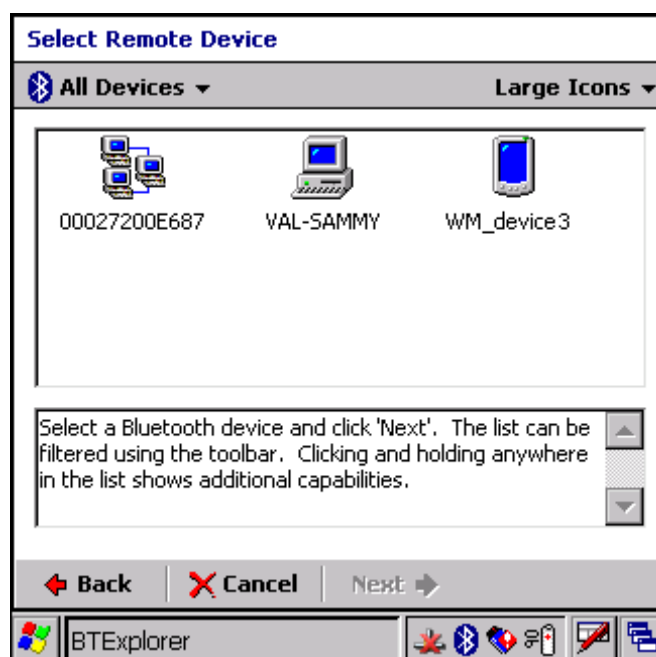 Select Remote Device
All Devices
Large Icons
00027200E687
VAL-SAMMY
WM_device3
Select a Bluetooth device and click 'Next'. The list can be
filtered using the toolbar. Clicking and holding anywhere
in the list shows additional capabilities.
Back
Cancel
Next
BTExplorer